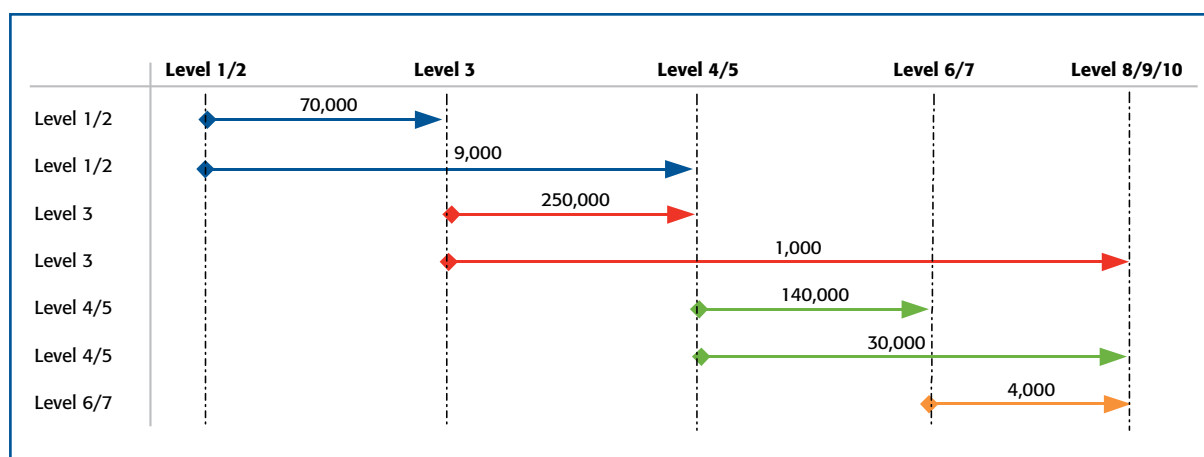 Level 1/2 Level 3 Level 4/5 Level 6/7 Level 8/9/10
Level 1/2 70,000
Level 1/2 9,000
Level 3 250,000
Level 3 1,000
Level 4/5 140,000
Level 4/5 30,000
Level 6/7 4,000